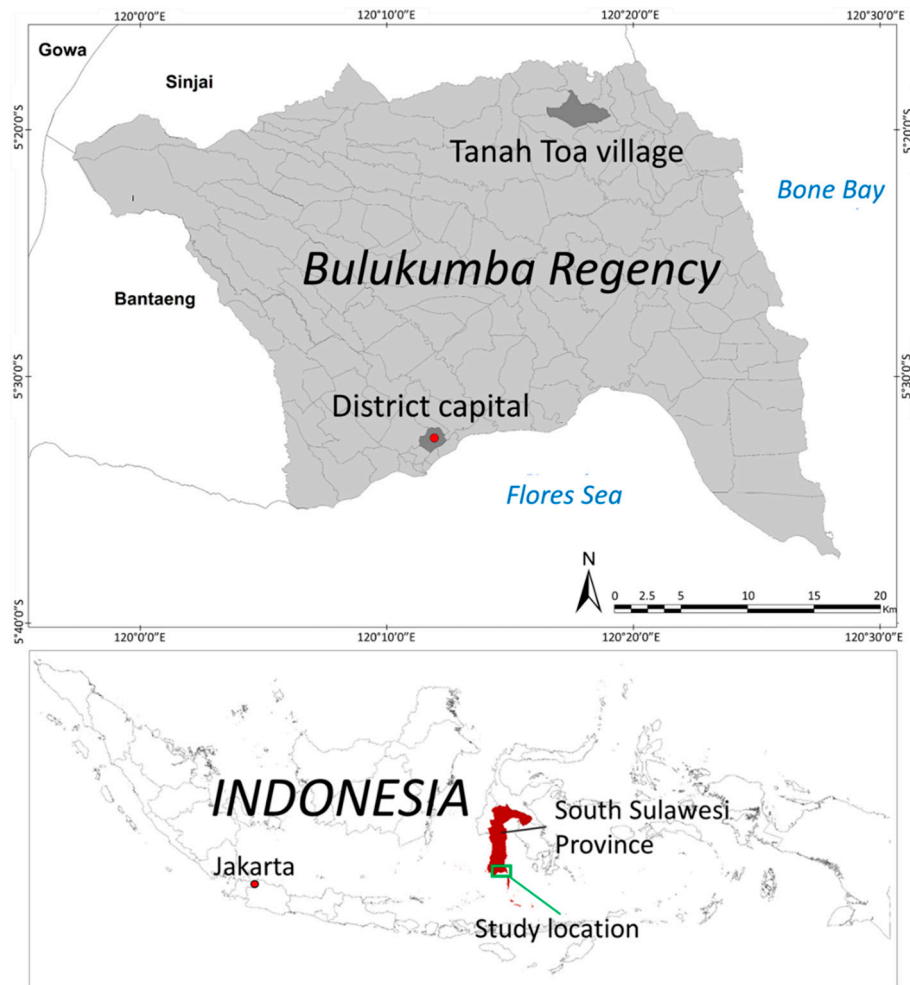 120°0'0"E 120°10'0"E 120°20'0"E 120°30'0"E
Gowa
Sinjai
5°20'0"S
5°20'0"S
Tanah Toa village
Bone Bay
Bulukumba Regency
Bantaeng
5°30'0"S
5°30'0"S
District capital
Flores Sea
N
0 2.5 5 10 15 20
Km
5°40'0"S
120°0'0"E 120°10'0"E 120°20'0"E 120°30'0"E
INDONESIA
South Sulawesi
Province
Jakarta
Study location